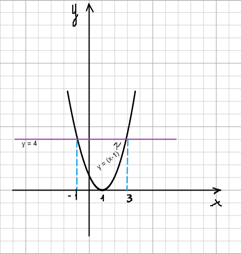 y
y = 4
y = (x-1)²
-1 1 3
x